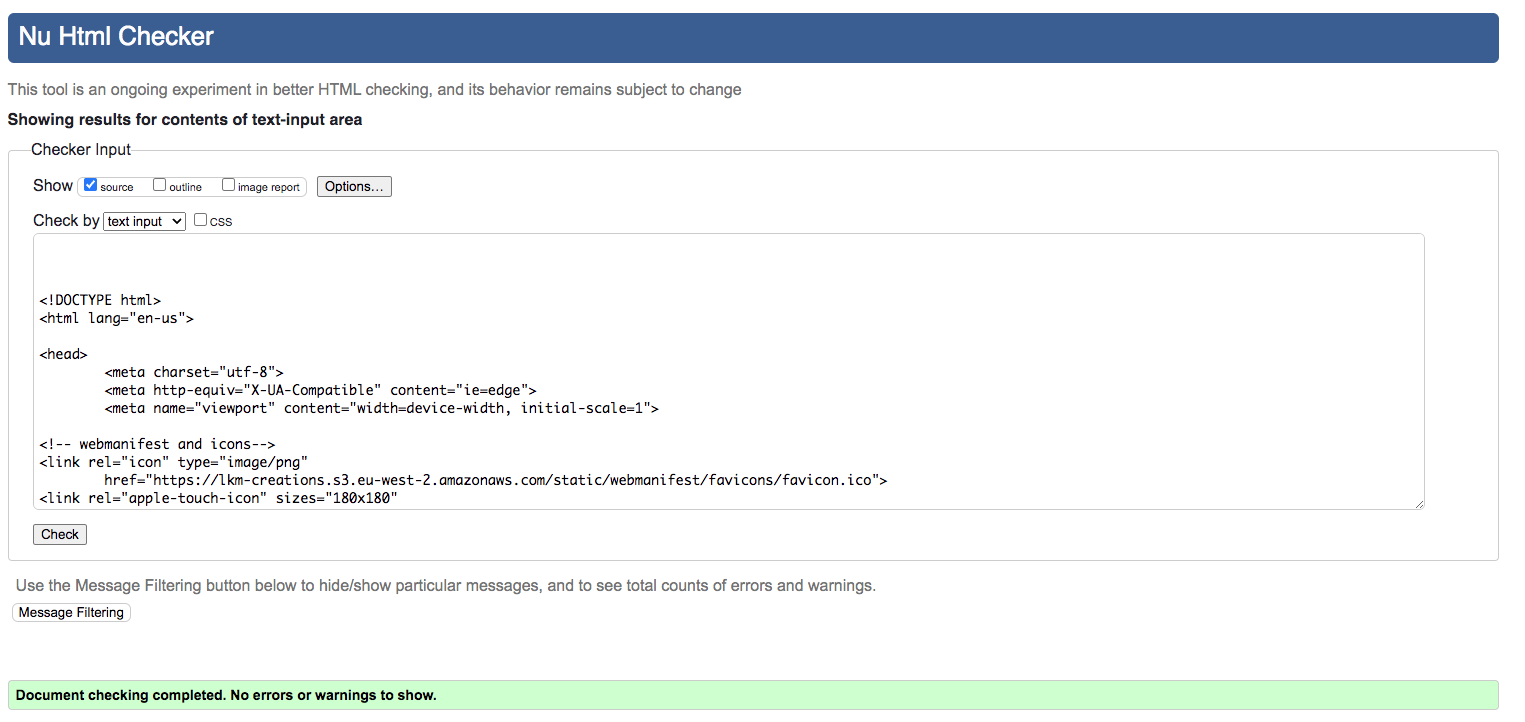 Nu Html Checker
This tool is an ongoing experiment in better HTML checking, and its behavior remains subject to change
Showing results for contents of text-input area
Checker Input
Show source outline image report Options...
Check by text input CSS
<!DOCTYPE html>
<html lang="en-us">
<head>
<meta charset="utf-8">
<meta http-equiv="X-UA-Compatible" content="ie=edge">
<meta name="viewport" content="width=device-width, initial-scale=1">
<!-- webmanifest and icons-->
<link rel="icon" type="image/png"
href="https://lkm-creations.s3.eu-west-2.amazonaws.com/static/webmanifest/favicons/favicon.ico">
<link rel="apple-touch-icon" sizes="180x180"
Check
Use the Message Filtering button below to hide/show particular messages, and to see total counts of errors and warnings.
Message Filtering
Document checking completed. No errors or warnings to show.